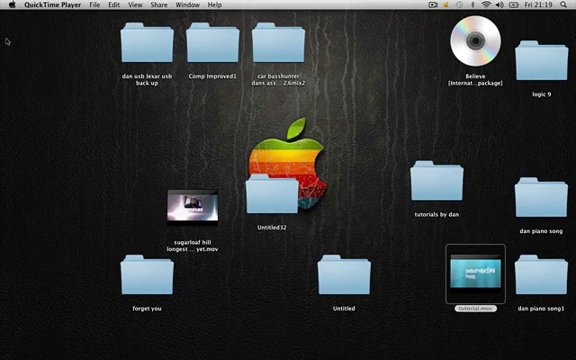 QuickTime Player File Edit View Share Window Help Fri 21:19
dan usb lexar usb
back up
Comp Improved1
car basshunter
dans ass... 2.6mix2
Believe
[Internat...package]
logic 9
tutorials by dan
Untitled32
sugarloaf hill
longest ... yet.mov
dan piano song
forget you
Untitled
tutorial.mov
dan piano song1